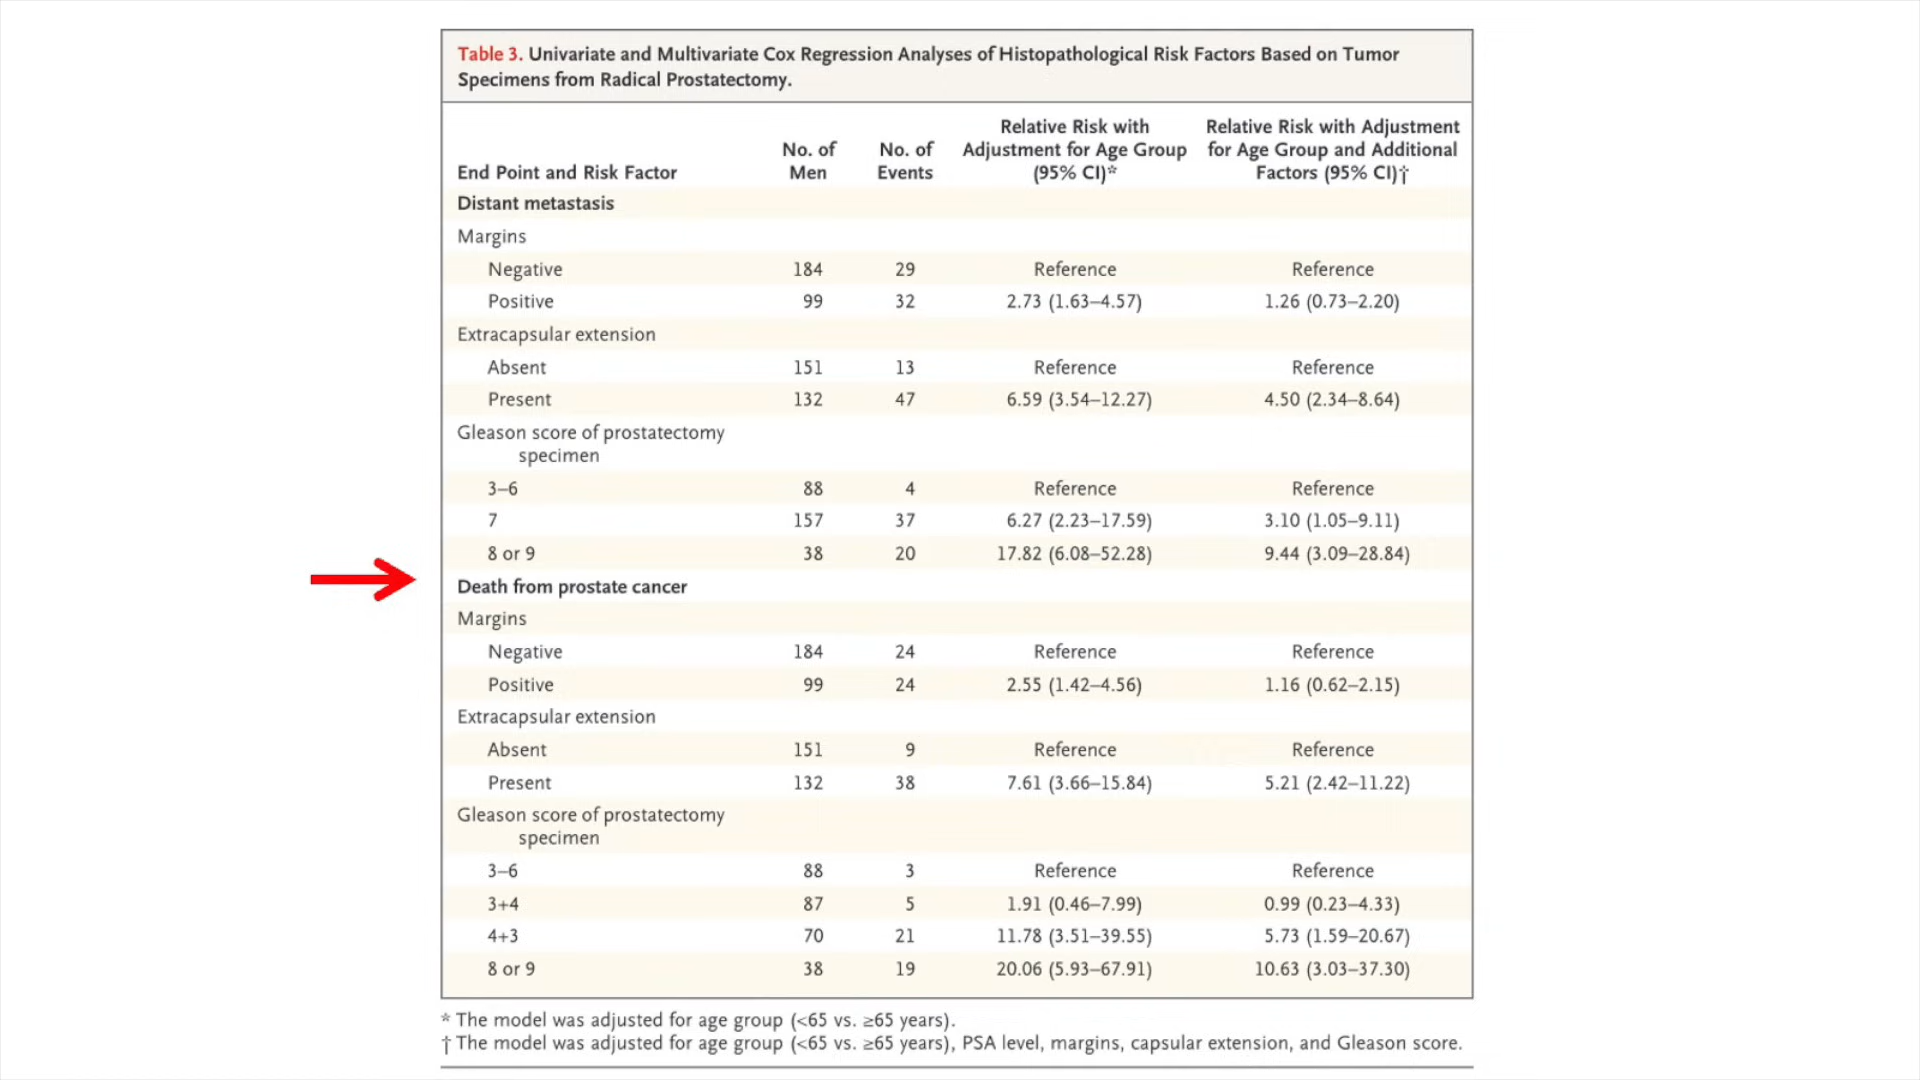 Table 3. Univariate and Multivariate Cox Regression Analyses of Histopathological Risk Factors Based on Tumor
Specimens from Radical Prostatectomy.
End Point and Risk Factor No. of Men No. of Events Relative Risk with Adjustment for Age Group (95% CI)* Relative Risk with Adjustment for Age Group and Additional Factors (95% CI)†
Distant metastasis
Margins
Negative 184 29 Reference Reference
Positive 99 32 2.73 (1.63–4.57) 1.26 (0.73–2.20)
Extracapsular extension
Absent 151 13 Reference Reference
Present 132 47 6.59 (3.54–12.27) 4.50 (2.34–8.64)
Gleason score of prostatectomy
specimen
3–6 88 4 Reference Reference
7 157 37 6.27 (2.23–17.59) 3.10 (1.05–9.11)
8 or 9 38 20 17.82 (6.08–52.28) 9.44 (3.09–28.84)
Death from prostate cancer
Margins
Negative 184 24 Reference Reference
Positive 99 24 2.55 (1.42–4.56) 1.16 (0.62–2.15)
Extracapsular extension
Absent 151 9 Reference Reference
Present 132 38 7.61 (3.66–15.84) 5.21 (2.42–11.22)
Gleason score of prostatectomy
specimen
3–6 88 3 Reference Reference
3+4 87 5 1.91 (0.46–7.99) 0.99 (0.23–4.33)
4+3 70 21 11.78 (3.51–39.55) 5.73 (1.59–20.67)
8 or 9 38 19 20.06 (5.93–67.91) 10.63 (3.03–37.30)
* The model was adjusted for age group (<65 vs. ≥65 years).
† The model was adjusted for age group (<65 vs. ≥65 years), PSA level, margins, capsular extension, and Gleason score.